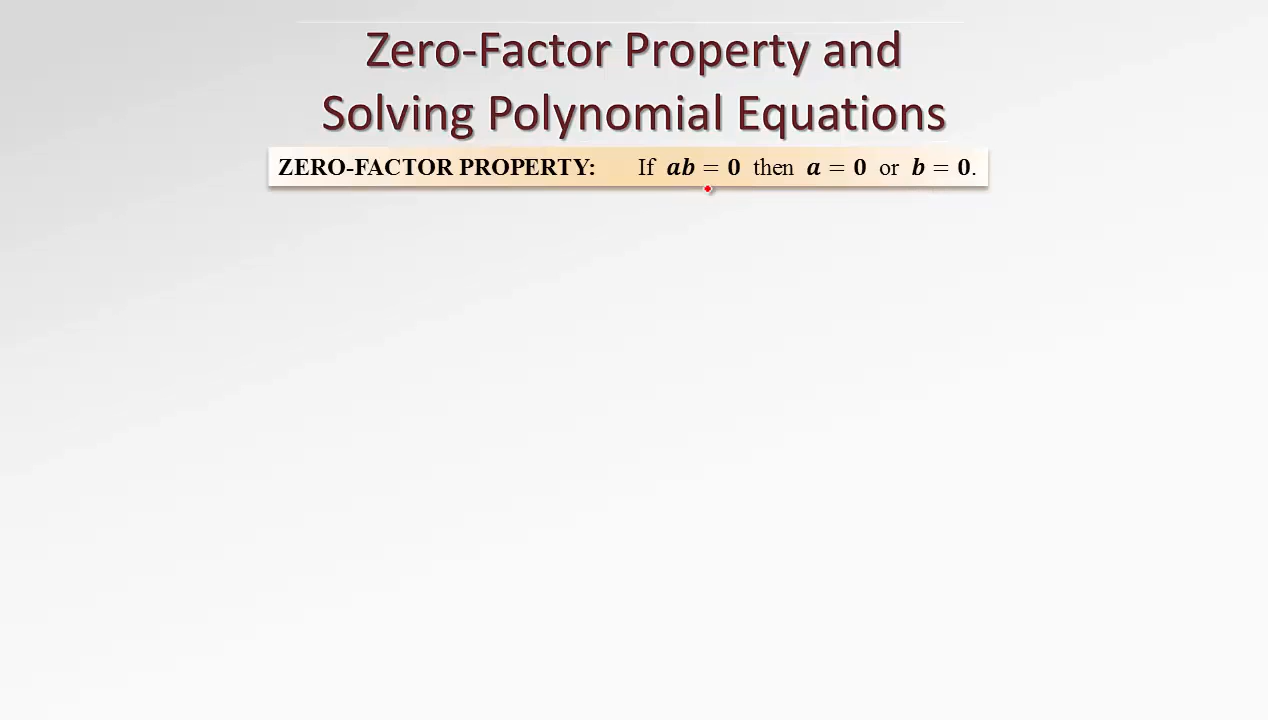 Zero-Factor Property and
Solving Polynomial Equations
ZERO-FACTOR PROPERTY: If ab = 0 then a = 0 or b = 0.